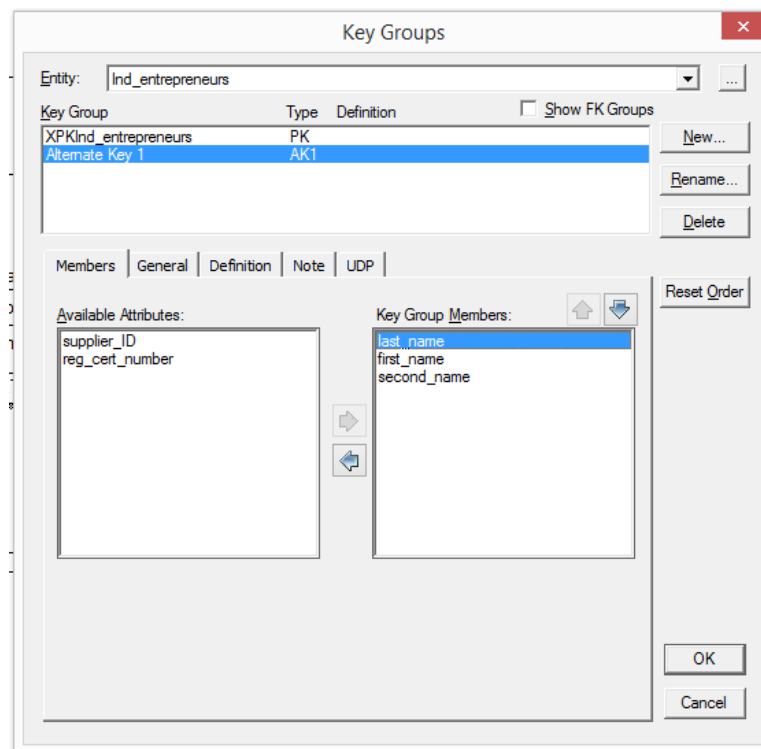 Key Groups
Entity: Ind_entrepreneurs ...
Key Group Type Definition Show FK Groups
XPKInd_entrepreneurs PK
Alternate Key 1 AK1
New...
Rename...
Delete
Members General Definition Note UDP
Reset Order
Available Attributes: Key Group Members:
supplier_ID last_name
reg_cert_number first_name
second_name
OK
Cancel